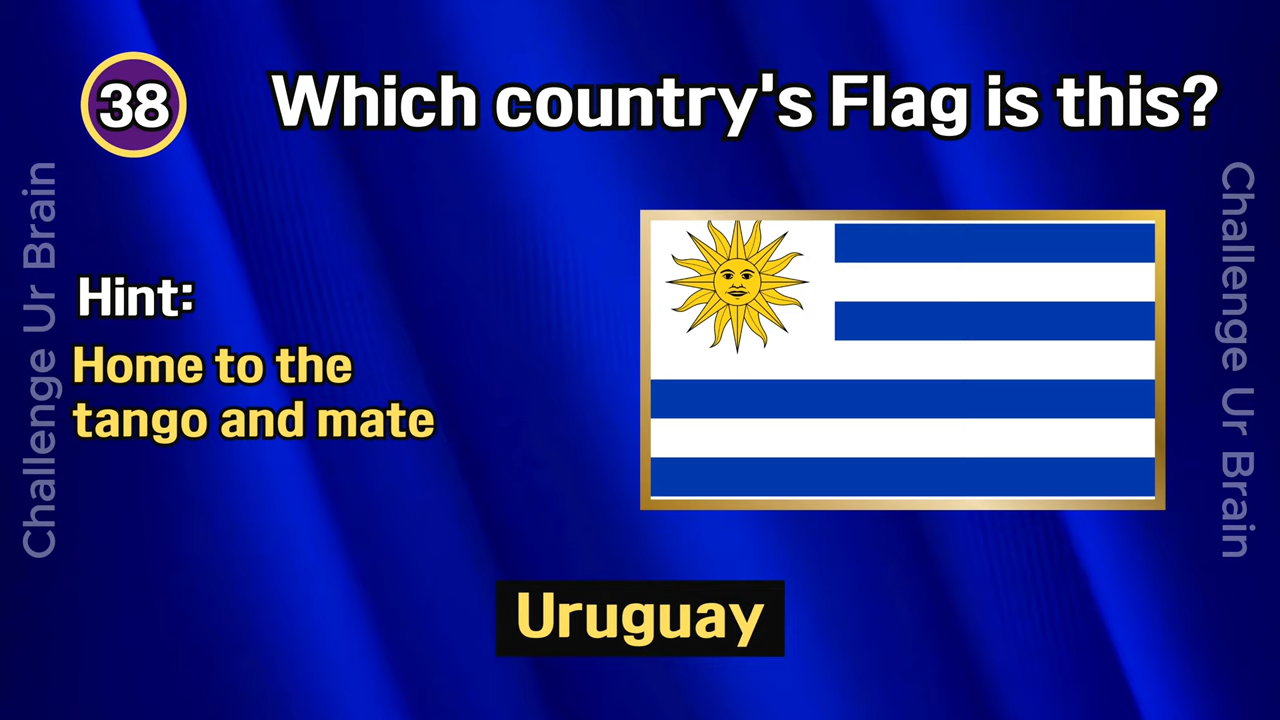 38
Which country's Flag is this?
Challenge Ur Brain
Challenge Ur Brain
Hint:
Home to the
tango and mate
Uruguay